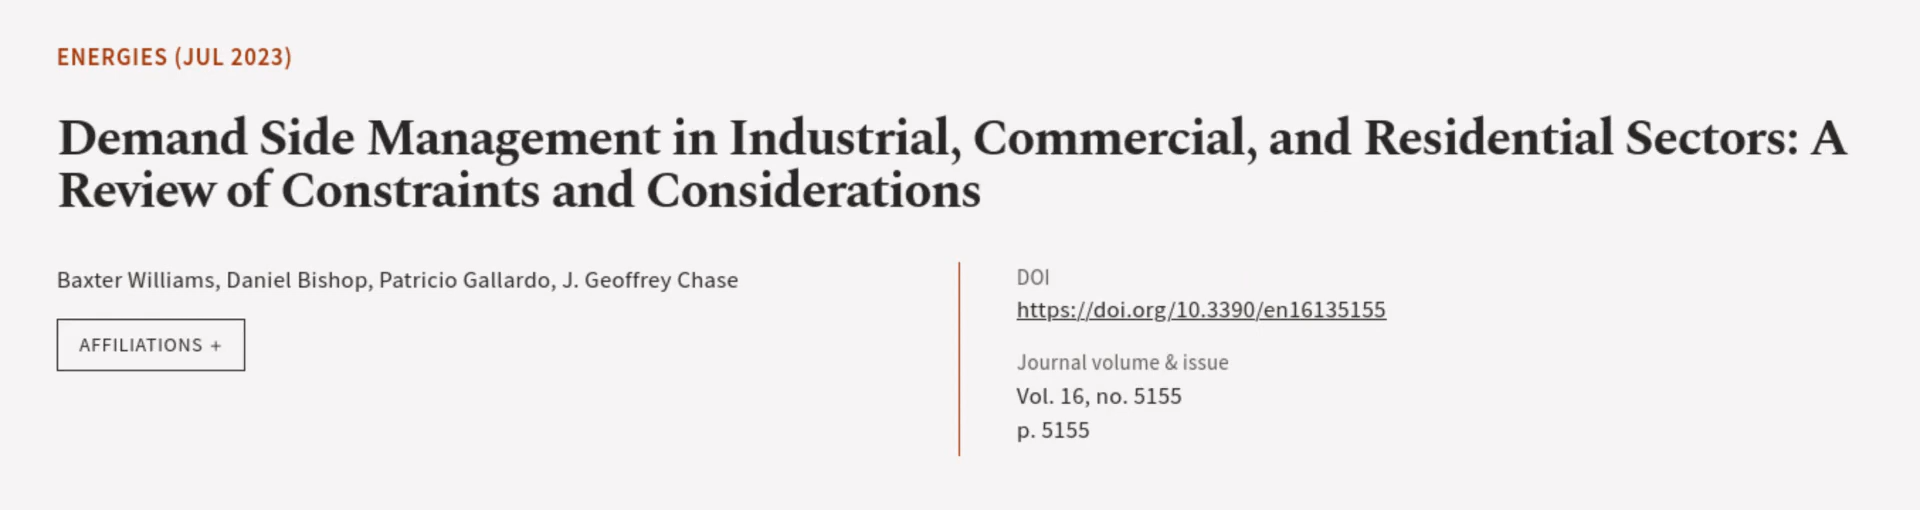 ENERGIES (JUL 2023)
Demand Side Management in Industrial, Commercial, and Residential Sectors: A
Review of Constraints and Considerations
Baxter Williams, Daniel Bishop, Patricio Gallardo, J. Geoffrey Chase
AFFILIATIONS +
DOI
https://doi.org/10.3390/en16135155
Journal volume & issue
Vol. 16, no. 5155
p. 5155